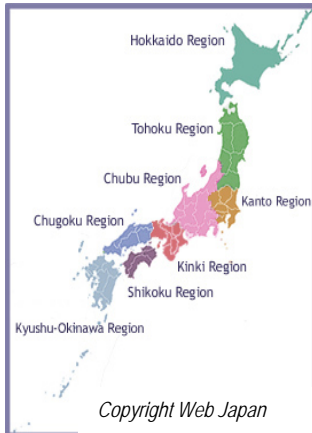 Hokkaido Region
Tohoku Region
Chubu Region
Kanto Region
Chugoku Region
Kinki Region
Shikoku Region
Kyushu-Okinawa Region
Copyright Web Japan